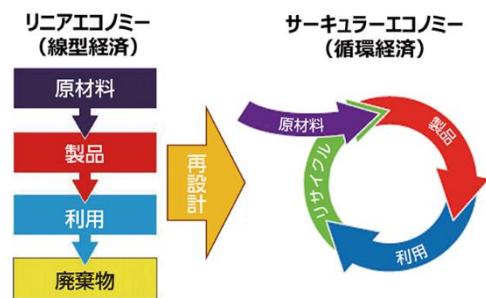 リニアエコノミー
(線型経済)
原材料
製品
利用
廃棄物
再設計
サーキュラーエコノミー
(循環経済)
原材料
製品
利用
リサイクル